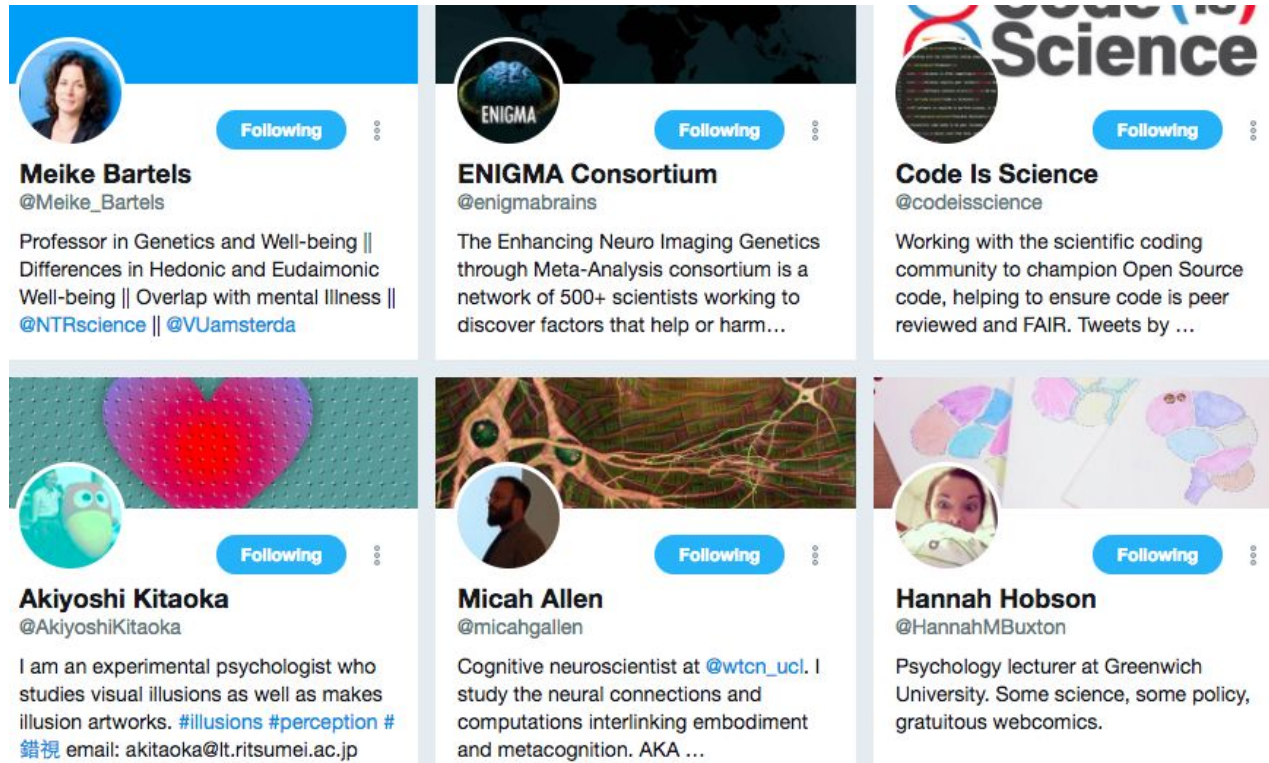 Code (is)
Science
ENIGMA
Following
Following
Following
Meike Bartels
@Meike_Bartels
Professor in Genetics and Well-being ||
Differences in Hedonic and Eudaimonic
Well-being || Overlap with mental Illness ||
@NTRscience || @VUamsterda
ENIGMA Consortium
@enigmabrains
The Enhancing Neuro Imaging Genetics
through Meta-Analysis consortium is a
network of 500+ scientists working to
discover factors that help or harm…
Code Is Science
@codeisscience
Working with the scientific coding
community to champion Open Source
code, helping to ensure code is peer
reviewed and FAIR. Tweets by …
Following
Following
Following
Akiyoshi Kitaoka
@AkiyoshiKitaoka
I am an experimental psychologist who
studies visual illusions as well as makes
illusion artworks. #illusions #perception #
錯視 email: akitaoka@lt.ritsumei.ac.jp
Micah Allen
@micahgallen
Cognitive neuroscientist at @wtcn_ucl. I
study the neural connections and
computations interlinking embodiment
and metacognition. AKA …
Hannah Hobson
@HannahMBuxton
Psychology lecturer at Greenwich
University. Some science, some policy,
gratuitous webcomics.